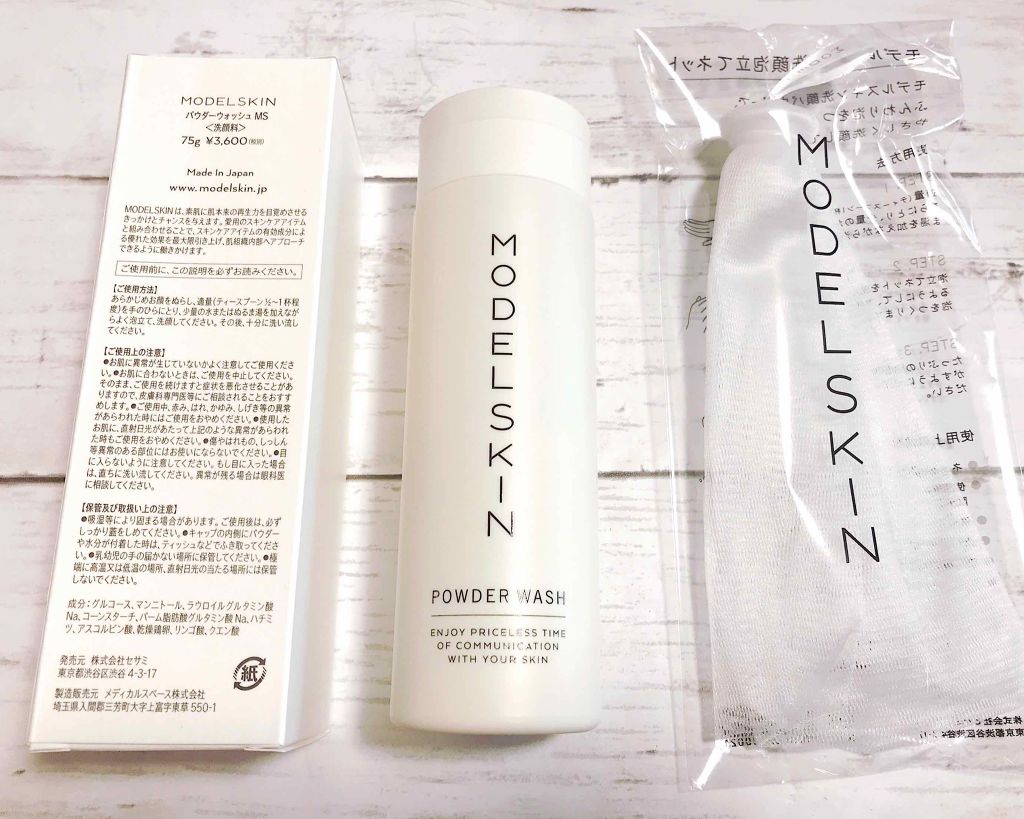 MODELSKIN
パウダーウォッシュ MS
＜洗顔料＞
75g ¥3,600(税別)
Made In Japan
www.modelskin.jp
MODELSKINは、素肌に肌本来の再生力を目覚めさせる
きっかけとチャンスを与えます。愛用のスキンケアアイテム
と組み合わせることで、スキンケアアイテムの有効成分によ
る優れた効果を最大限引き上げ、肌組織内部へアプローチ
できるように働きかけます。
ご使用前に、この説明を必ずお読みください。
【ご使用方法】
あらかじめお顔をぬらし、適量(ティースプーン½〜1杯程
度)を手のひらにとり、少量の水またはぬるま湯を加えなが
らよく泡立て、洗顔してください。その後、十分に洗い流し
てください。
【ご使用上の注意】
●お肌に異常が生じていないかよく注意してご使用くださ
い。●お肌に合わないときは、ご使用を中止してください。
そのまま、ご使用を続けますと症状を悪化させることがあ
りますので、皮膚科専門医等にご相談されることをおすす
めします。●ご使用中、赤み、はれ、かゆみ、しげき等の異常
があらわれた時にはご使用をおやめください。●使用した
お肌に、直射日光があたって上記のような異常があらわれ
た時もご使用をおやめください。●傷やはれもの、しっしん
等異常のある部位にはお使いにならないでください。●目
に入らないように注意してください。もし目に入った場合
は、直ちに洗い流してください。異常が残る場合は眼科医
に相談してください。
【保管及び取扱い上の注意】
●吸湿等により固まる場合があります。ご使用後は、必ず
しっかり蓋をしめてください。●キャップの内側にパウダー
や水分が付着した時は、ティッシュなどでふき取ってくださ
い。●乳幼児の手の届かない場所に保管してください。●極
端に高温又は低温の場所、直射日光の当たる場所には保管
しないでください。
成分：グルコース、マンニトール、ラウロイルグルタミン酸
Na、コーンスターチ、パーム脂肪酸グルタミン酸Na、ハチミ
ツ、アスコルビン酸、乾燥鶏卵、リンゴ酸、クエン酸
発売元 株式会社セサミ
東京都渋谷区渋谷 4-3-17
製造販売元 メディカルスペース株式会社
埼玉県入間郡三芳町大字上富字東草 550-1
紙
MODELSKIN
POWDER WASH
ENJOY PRICELESS TIME
OF COMMUNICATION
WITH YOUR SKIN
MODELSKIN
洗顔泡立てネット
STEP. 2
STEP. 3